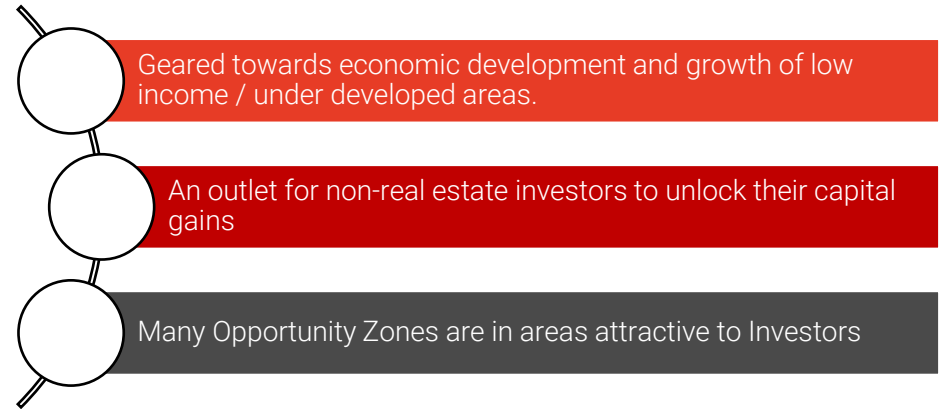 Geared towards economic development and growth of low
income / under developed areas.
An outlet for non-real estate investors to unlock their capital
gains
Many Opportunity Zones are in areas attractive to Investors